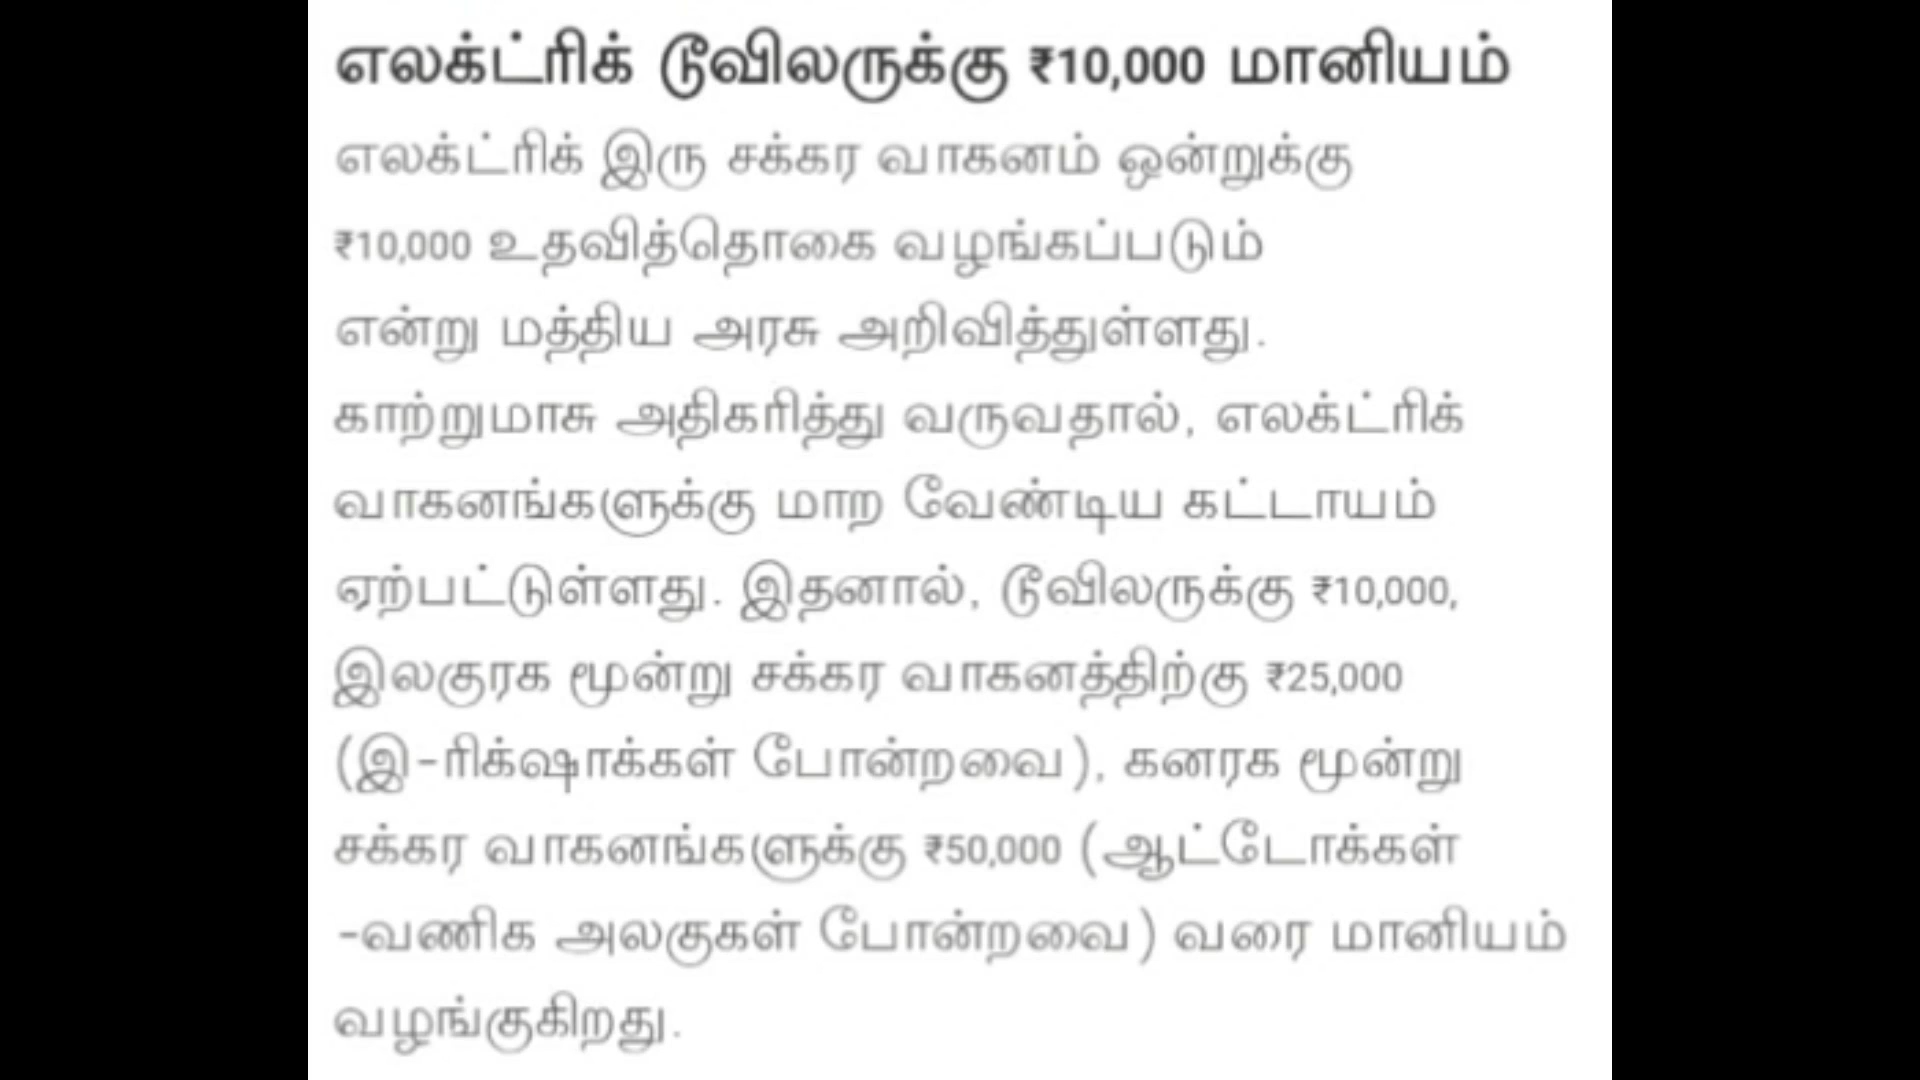 எலக்ட்ரிக் டூவிலருக்கு ₹10,000 மானியம்
எலக்ட்ரிக் இரு சக்கர வாகனம் ஒன்றுக்கு
₹10,000 உதவித்தொகை வழங்கப்படும்
என்று மத்திய அரசு அறிவித்துள்ளது.
காற்றுமாசு அதிகரித்து வருவதால், எலக்ட்ரிக்
வாகனங்களுக்கு மாற வேண்டிய கட்டாயம்
ஏற்பட்டுள்ளது. இதனால், டூவிலருக்கு ₹10,000,
இலகுரக மூன்று சக்கர வாகனத்திற்கு ₹25,000
(இ-ரிக்‌ஷாக்கள் போன்றவை), கனரக மூன்று
சக்கர வாகனங்களுக்கு ₹50,000 (ஆட்டோக்கள்
-வணிக அலகுகள் போன்றவை) வரை மானியம்
வழங்குகிறது.